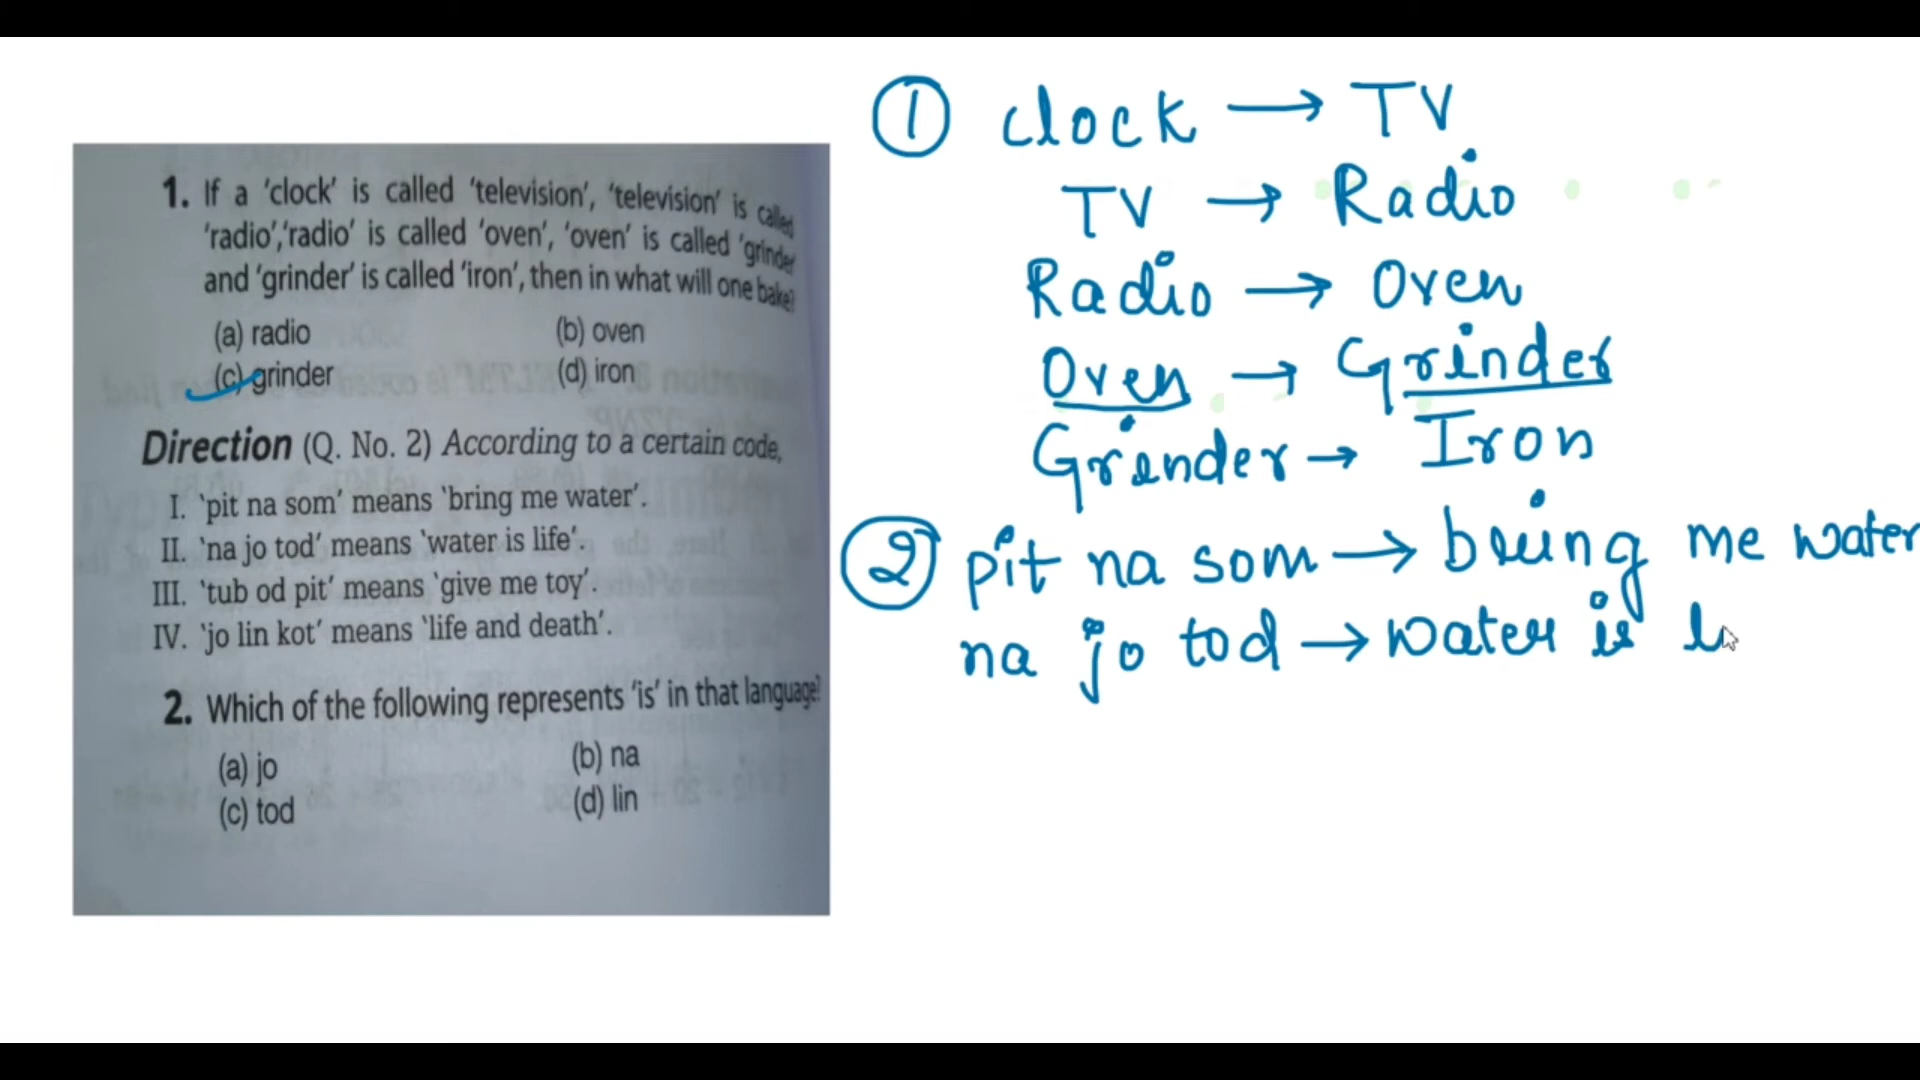 1. If a 'clock' is called 'television', 'television' is called
'radio','radio' is called 'oven', 'oven' is called 'grinder
and 'grinder' is called 'iron', then in what will one bake?
(a) radio (b) oven
(c) grinder (d) iron
Direction (Q. No. 2) According to a certain code,
I. 'pit na som' means 'bring me water'.
II. 'na jo tod' means 'water is life'.
III. 'tub od pit' means 'give me toy'.
IV. 'jo lin kot' means 'life and death'.
2. Which of the following represents 'is' in that language?
(a) jo (b) na
(c) tod (d) lin
1 clock → TV
TV → Radio
Radio → Oven
Oven → Grinder
Grinder → Iron
2 pit na som → bring me water
na jo tod → water is